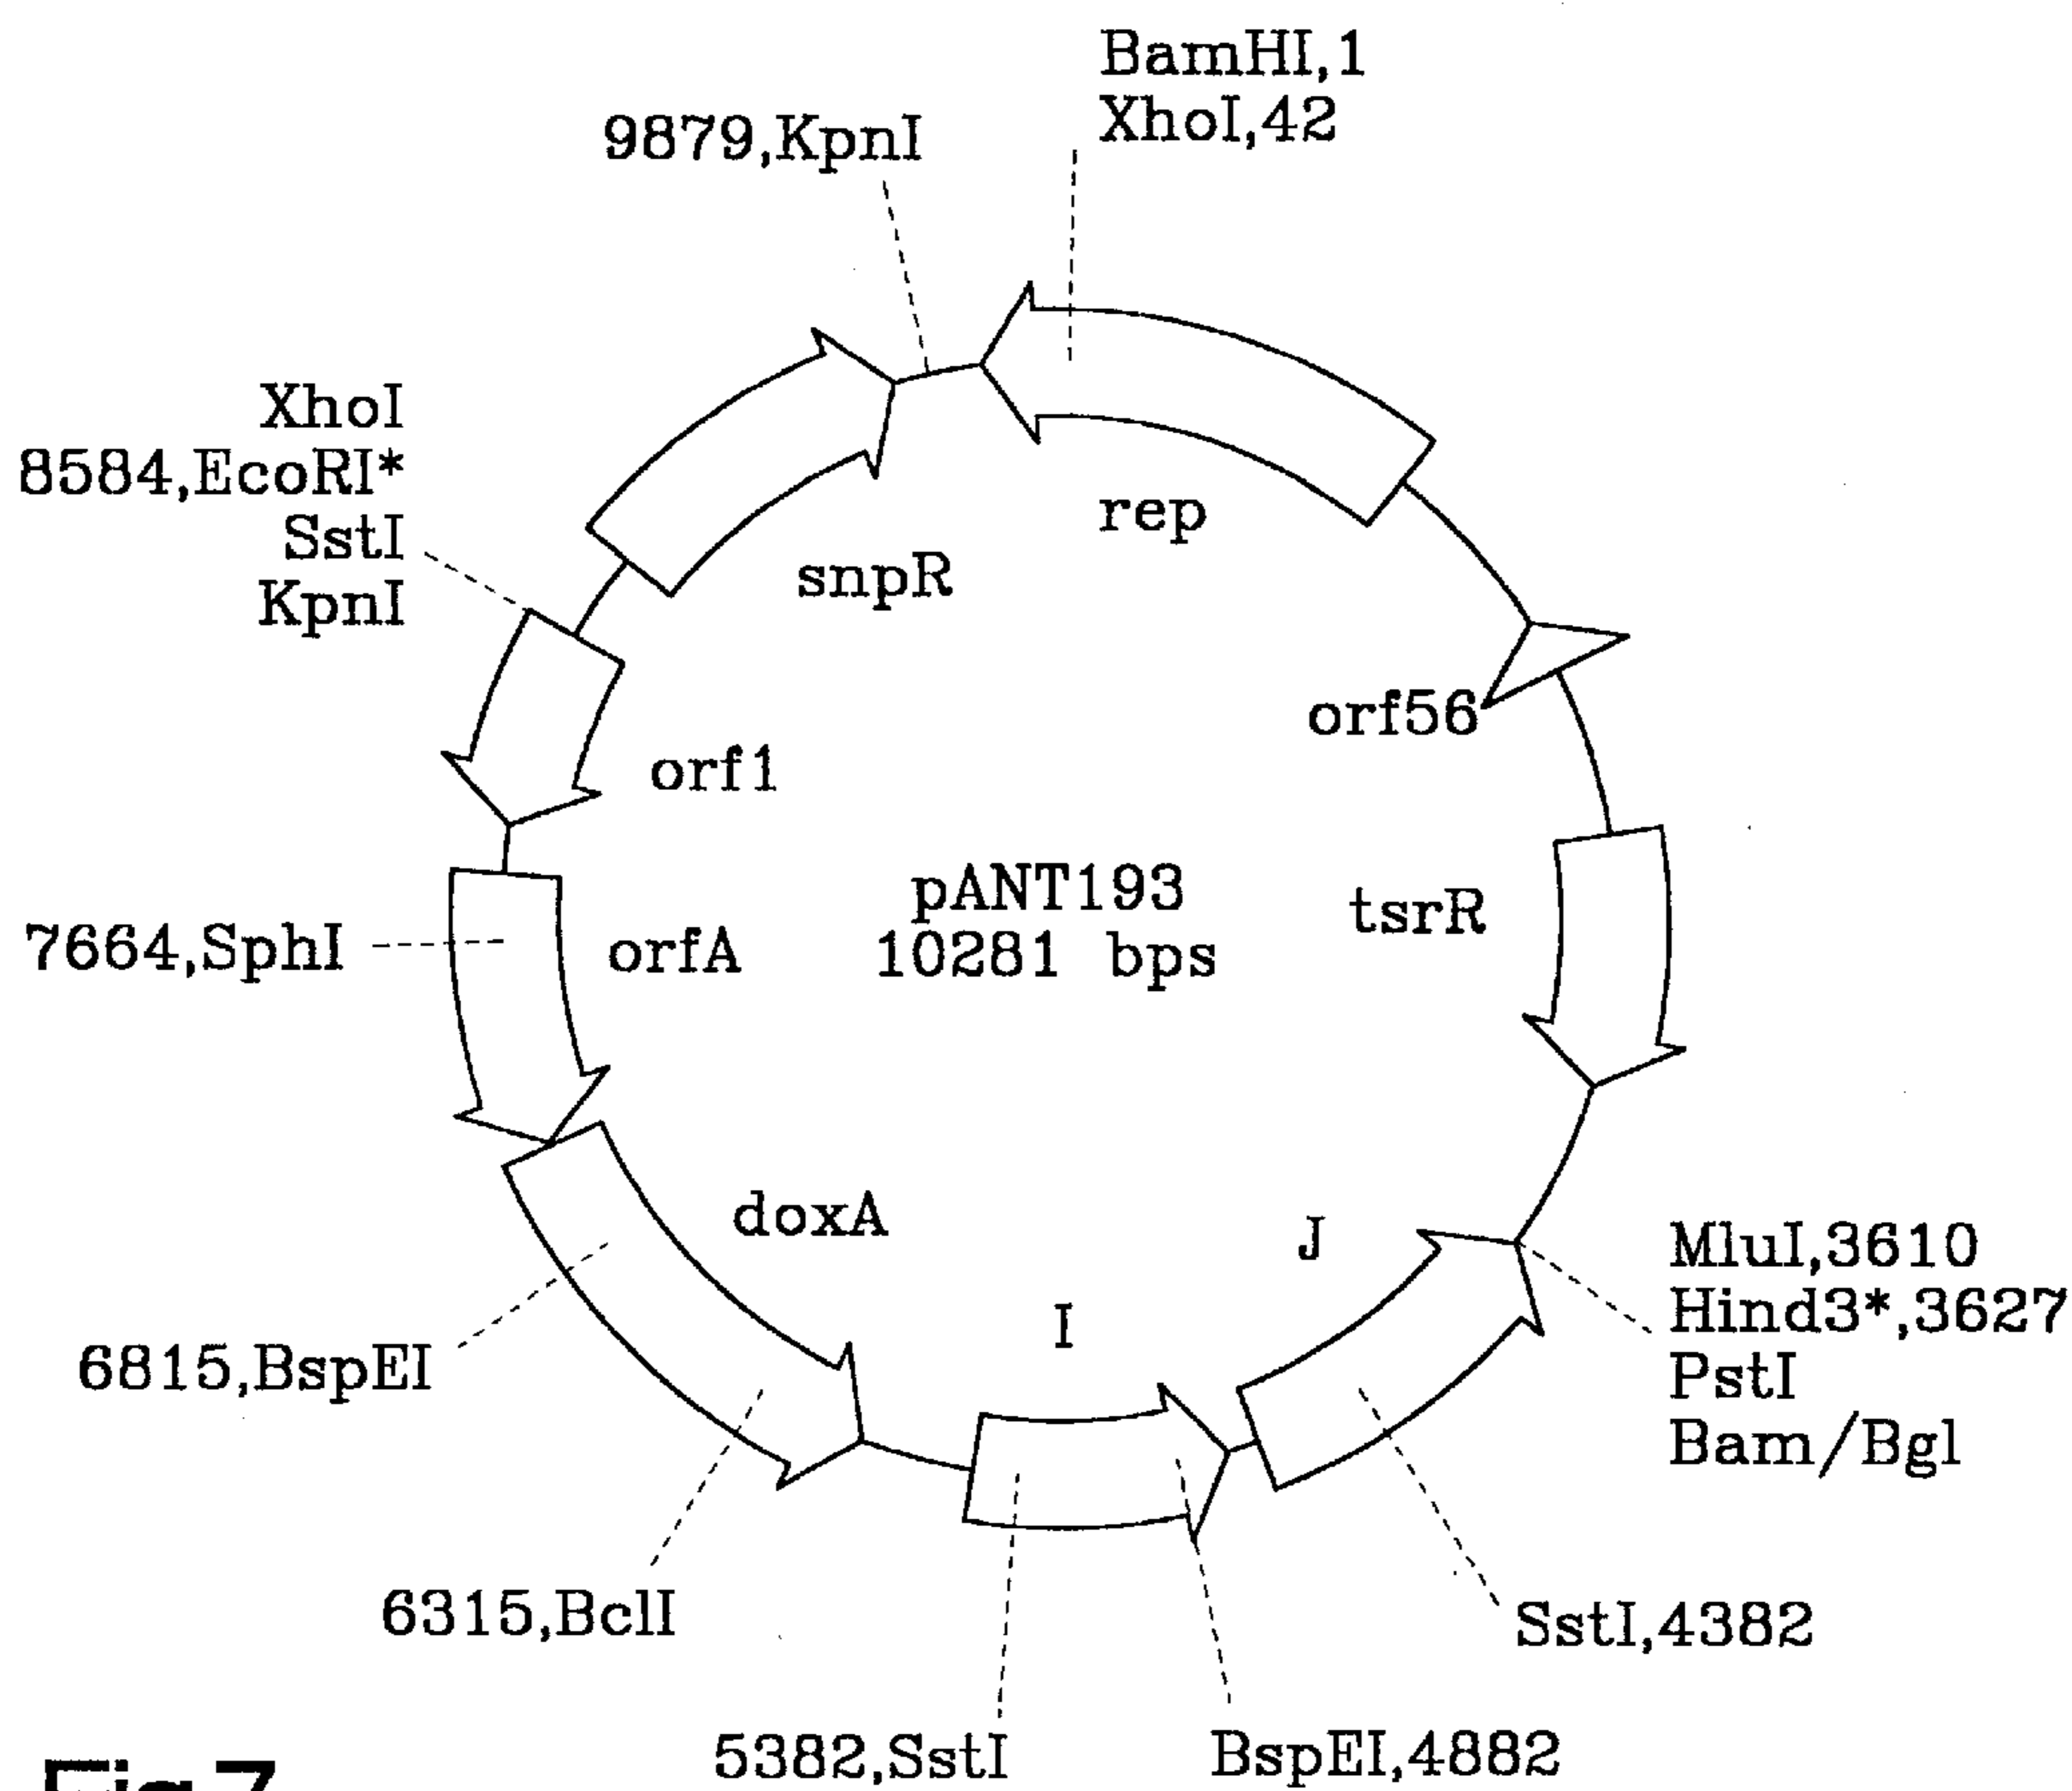 BamHI,1
XhoI,42
9879,KpnI
XhoI
8584,EcoRI*
SstI
KpnI
snpR
rep
orf56
orf1
pANT193
10281 bps
tsrR
7664,SphI
orfA
doxA
J
I
MluI,3610
Hind3*,3627
PstI
Bam/Bgl
6815,BspEI
6315,BclI
SstI,4382
5382,SstI
BspEI,4882
Fig7